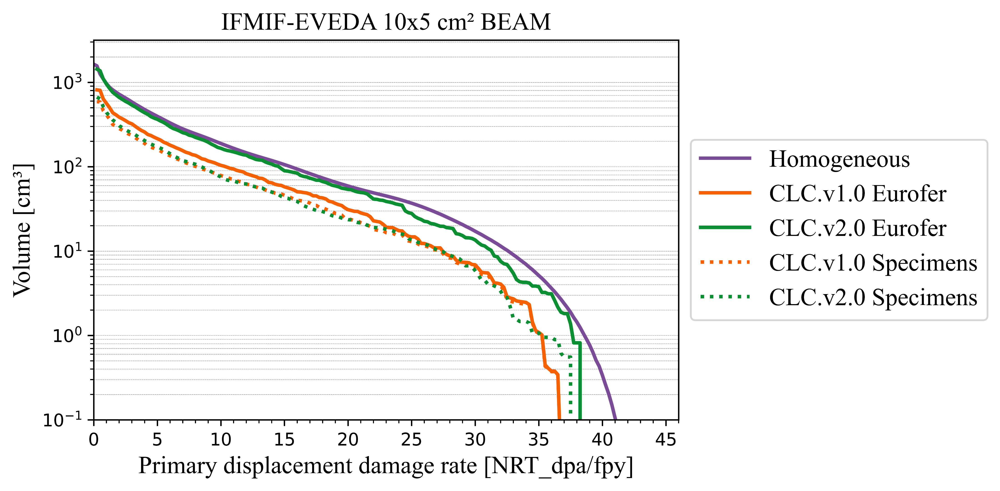 IFMIF-EVEDA 10x5 cm² BEAM
Volume [cm³]
10³
10²
10¹
10⁰
10⁻¹
0 5 10 15 20 25 30 35 40 45
Primary displacement damage rate [NRT_dpa/fpy]
Homogeneous
CLC.v1.0 Eurofer
CLC.v2.0 Eurofer
CLC.v1.0 Specimens
CLC.v2.0 Specimens